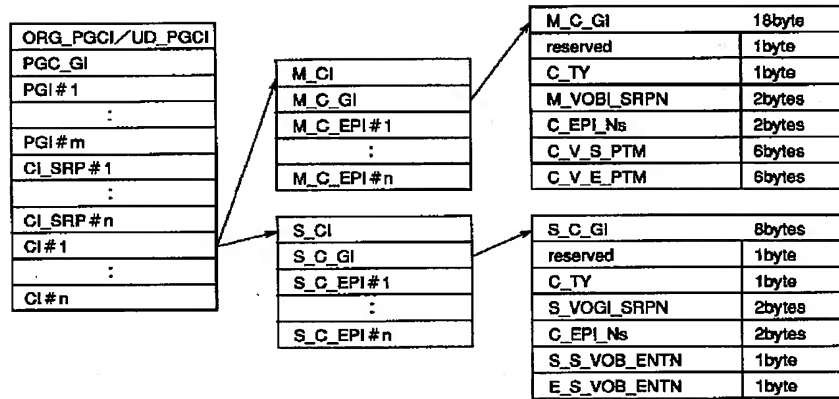 ORG_PGCI/UD_PGCI
PGC_GI
PGI#1
:
PGI#m
CI_SRP#1
:
CI_SRP#n
CI#1
:
CI#n
M_CI
M_C_GI
M_C_EPI#1
:
M_C_EPI#n
S_CI
S_C_GI
S_C_EPI#1
:
S_C_EPI#n
M_C_GI 18byte
reserved 1byte
C_TY 1byte
M_VOBI_SRPN 2bytes
C_EPI_Ns 2bytes
C_V_S_PTM 6bytes
C_V_E_PTM 6bytes
S_C_GI 8bytes
reserved 1byte
C_TY 1byte
S_VOGI_SRPN 2bytes
C_EPI_Ns 2bytes
S_S_VOB_ENTN 1byte
E_S_VOB_ENTN 1byte